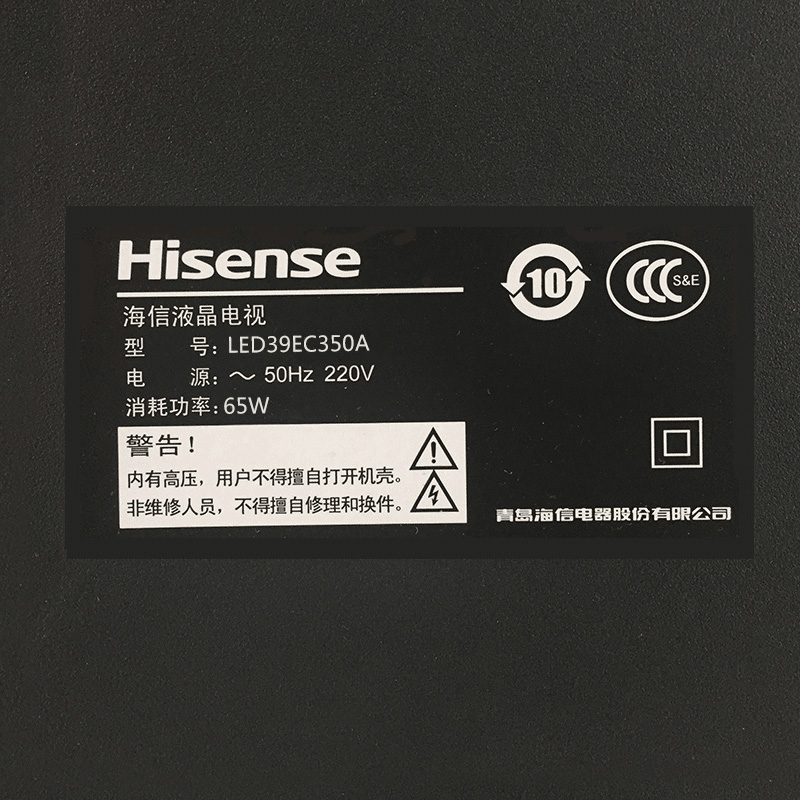 Hisense
10
CCC S&E
海信液晶电视
型 号: LED39EC350A
电 源: ～ 50Hz 220V
消耗功率: 65W
警告！
内有高压，用户不得擅自打开机壳。
非维修人员，不得擅自修理和换件。
青岛海信电器股份有限公司